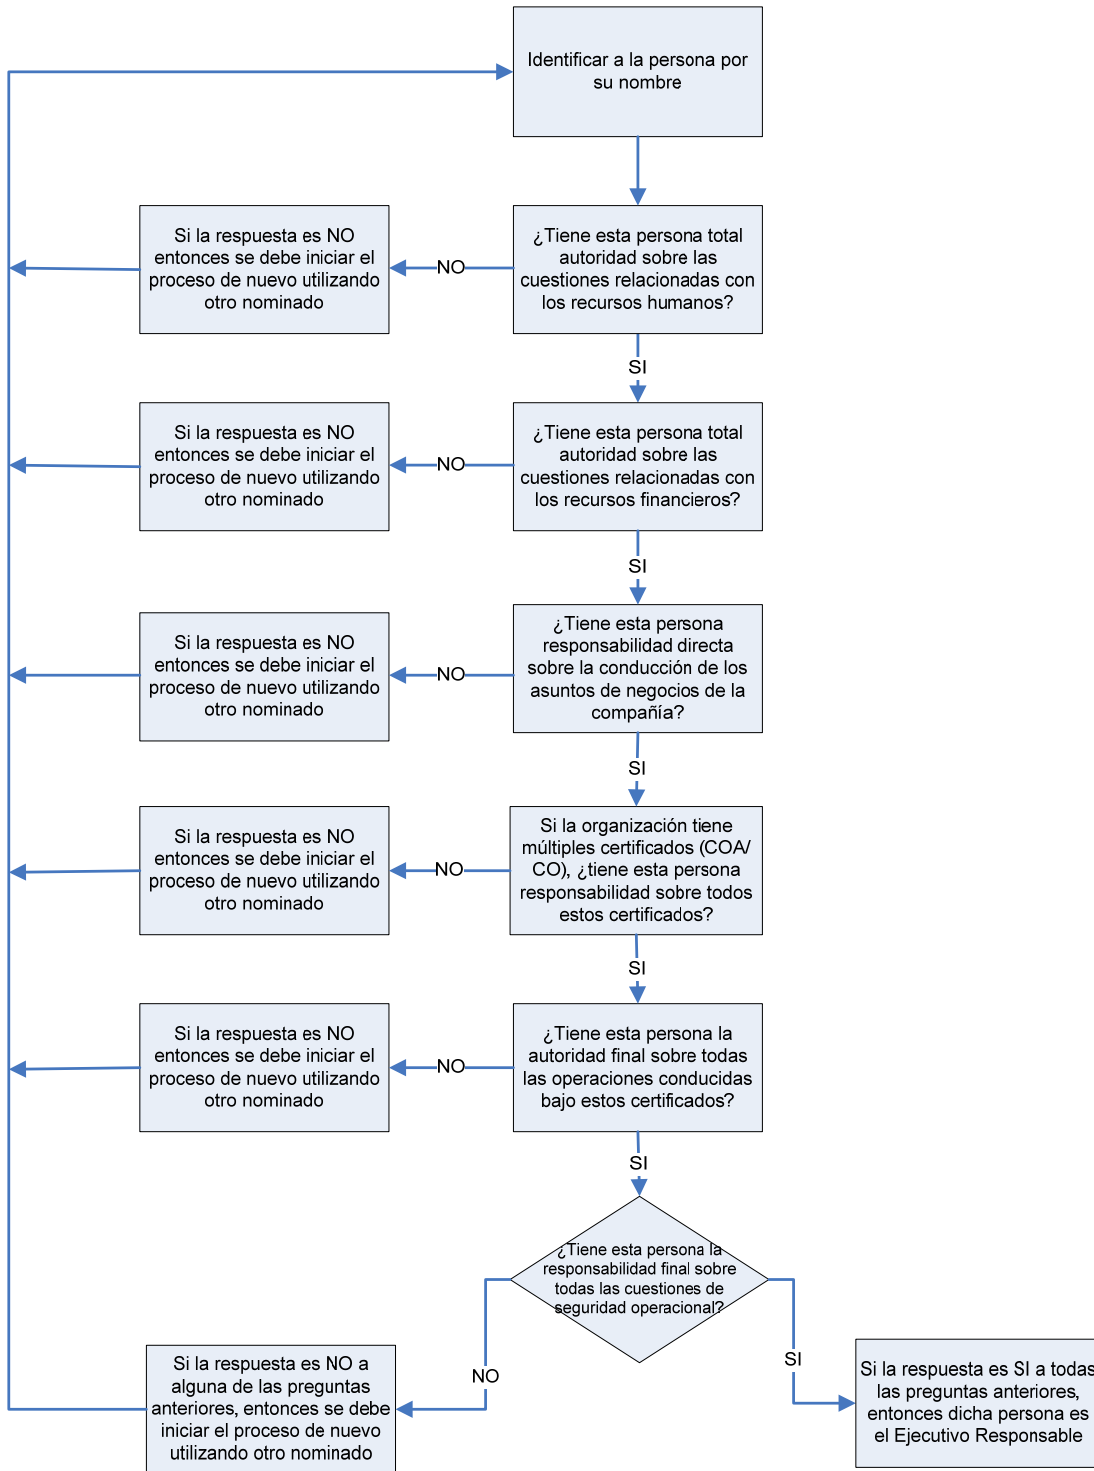 Identificar a la persona por
su nombre
Si la respuesta es NO
entonces se debe iniciar el
proceso de nuevo utilizando
otro nominado
NO
¿Tiene esta persona total
autoridad sobre las
cuestiones relacionadas con
los recursos humanos?
SI
Si la respuesta es NO
entonces se debe iniciar el
proceso de nuevo utilizando
otro nominado
NO
¿Tiene esta persona total
autoridad sobre las
cuestiones relacionadas con
los recursos financieros?
SI
Si la respuesta es NO
entonces se debe iniciar el
proceso de nuevo utilizando
otro nominado
NO
¿Tiene esta persona
responsabilidad directa
sobre la conducción de los
asuntos de negocios de la
compañía?
SI
Si la respuesta es NO
entonces se debe iniciar el
proceso de nuevo utilizando
otro nominado
NO
Si la organización tiene
múltiples certificados (COA/
CO), ¿tiene esta persona
responsabilidad sobre todos
estos certificados?
SI
Si la respuesta es NO
entonces se debe iniciar el
proceso de nuevo utilizando
otro nominado
NO
¿Tiene esta persona la
autoridad final sobre todas
las operaciones conducidas
bajo estos certificados?
SI
¿Tiene esta persona la
responsabilidad final sobre
todas las cuestiones de
seguridad operacional?
NO
SI
Si la respuesta es NO a
alguna de las preguntas
anteriores, entonces se debe
iniciar el proceso de nuevo
utilizando otro nominado
Si la respuesta es SI a todas
las preguntas anteriores,
entonces dicha persona es
el Ejecutivo Responsable